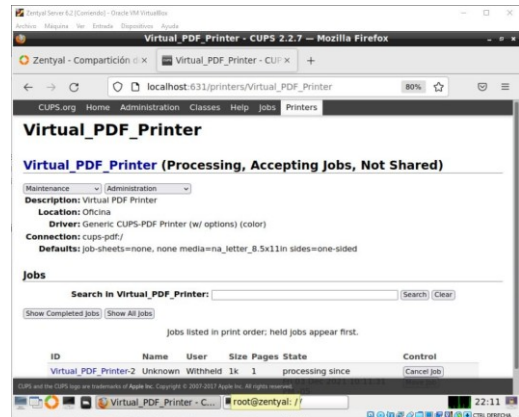 Zentyal Server 6.2 [Corriendo] - Oracle VM VirtualBox
Archivo Máquina Ver Entrada Dispositivos Ayuda
Virtual_PDF_Printer - CUPS 2.2.7 — Mozilla Firefox
Zentyal - Compartición d × Virtual_PDF_Printer - CUP × +
localhost:631/printers/Virtual_PDF_Printer 80%
CUPS.org Home Administration Classes Help Jobs Printers
Virtual_PDF_Printer
Virtual_PDF_Printer (Processing, Accepting Jobs, Not Shared)
Maintenance Administration
Description: Virtual PDF Printer
Location: Oficina
Driver: Generic CUPS-PDF Printer (w/ options) (color)
Connection: cups-pdf:/
Defaults: job-sheets=none, none media=na_letter_8.5x11in sides=one-sided
Jobs
Search in Virtual_PDF_Printer: Search Clear
Show Completed Jobs Show All Jobs
Jobs listed in print order; held jobs appear first.
ID Name User Size Pages State Control
Virtual_PDF_Printer-2 Unknown Withheld 1k 1 processing since Cancel Job
CUPS and the CUPS logo are trademarks of Apple Inc. Copyright © 2007-2017 Apple Inc. All rights reserved.
Virtual_PDF_Printer - C... root@zentyal: / 22:11
CTRL DERECHA